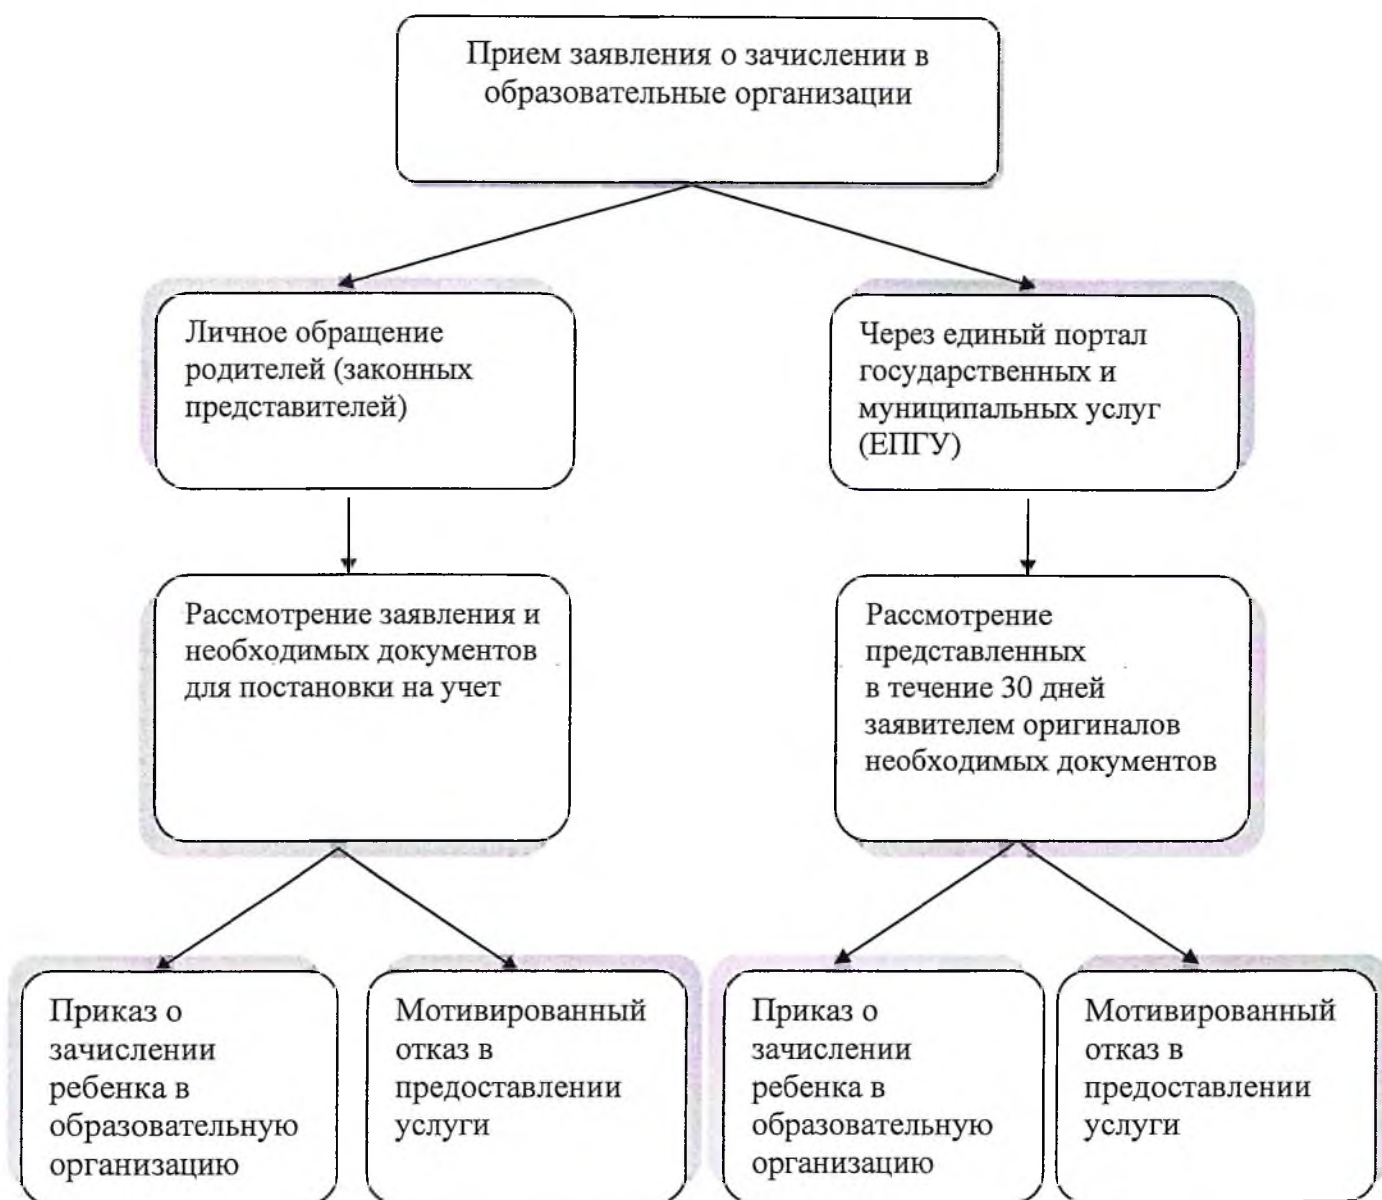 Прием заявления о зачислении в
образовательные организации
Личное обращение
родителей (законных
представителей)
Через единый портал
государственных и
муниципальных услуг
(ЕПГУ)
Рассмотрение заявления и
необходимых документов
для постановки на учет
Рассмотрение
представленных
в течение 30 дней
заявителем оригиналов
необходимых документов
Приказ о
зачислении
ребенка в
образовательную
организацию
Мотивированный
отказ в
предоставлении
услуги
Приказ о
зачислении
ребенка в
образовательную
организацию
Мотивированный
отказ в
предоставлении
услуги